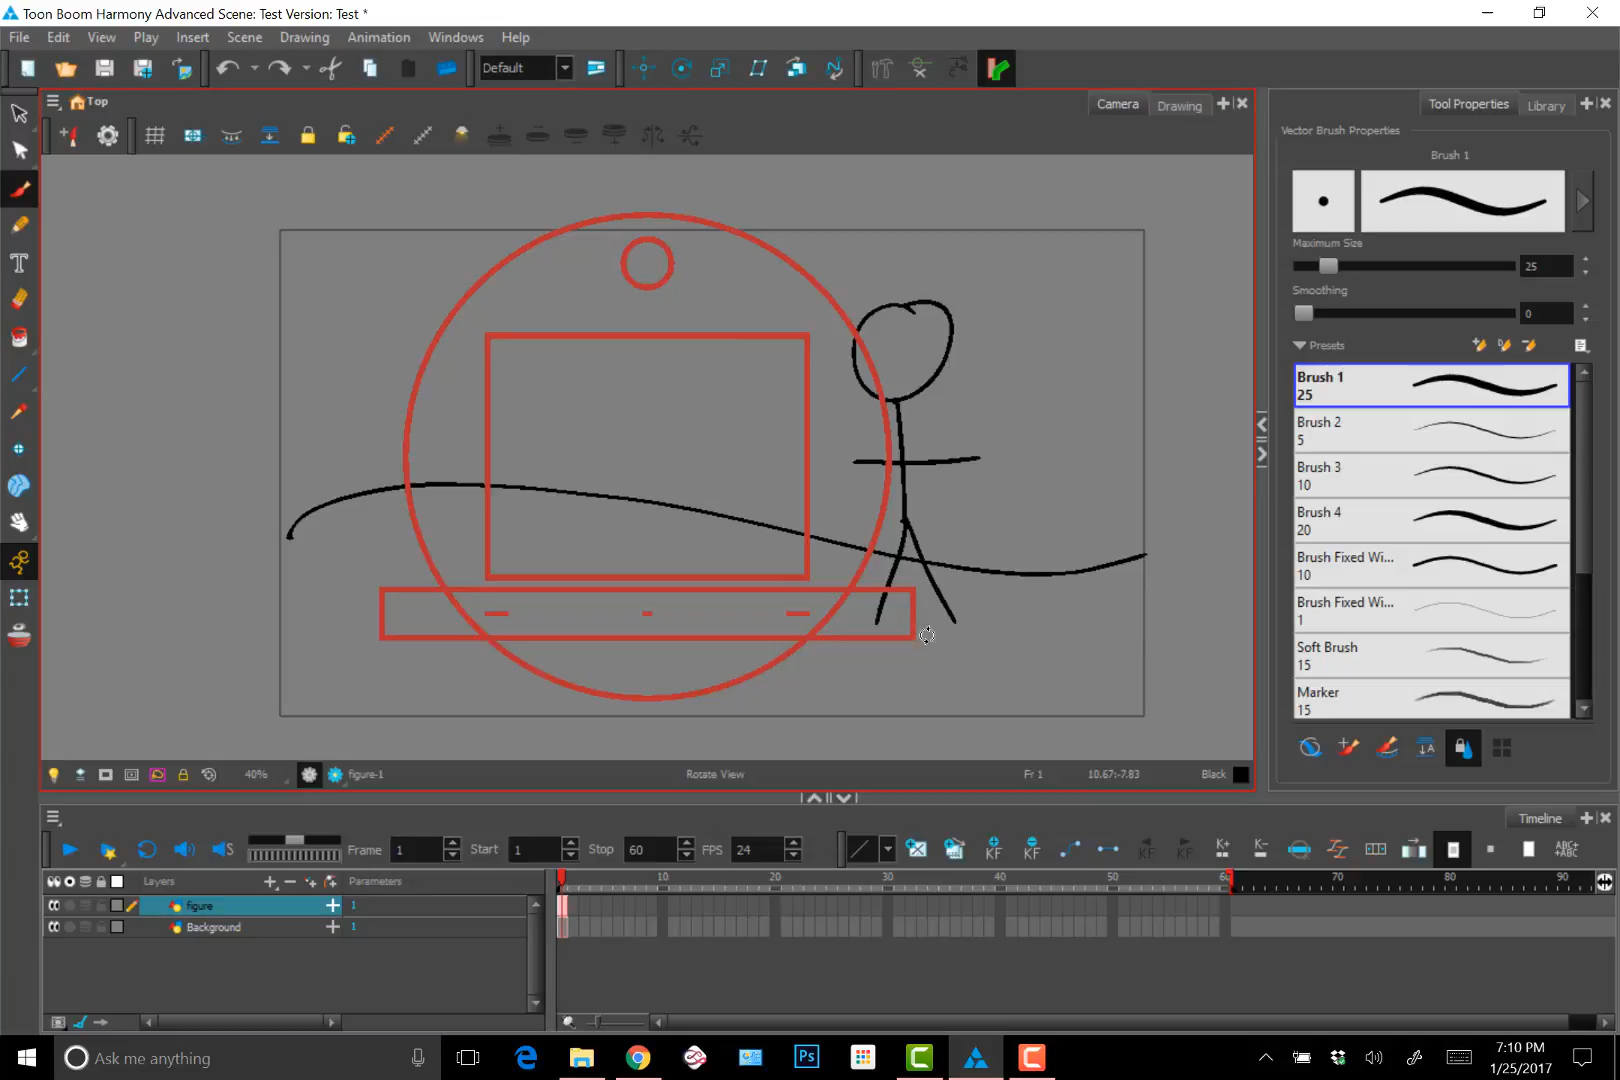 Toon Boom Harmony Advanced Scene: Test Version: Test *
File Edit View Play Insert Scene Drawing Animation Windows Help
Default
Top
Camera Drawing
Tool Properties Library
Vector Brush Properties
Brush 1
Maximum Size
25
Smoothing
0
Presets
Brush 1
25
Brush 2
5
Brush 3
10
Brush 4
20
Brush Fixed Wi...
10
Brush Fixed Wi...
1
Soft Brush
15
Marker
15
40% figure-1 Rotate View Fr 1 10.67:-7.83 Black
Timeline
Frame 1 Start 1 Stop 60 FPS 24
Layers Parameters 10 20 30 40 50 60 70 80 90
figure 1
Background 1
Ask me anything
7:10 PM
1/25/2017